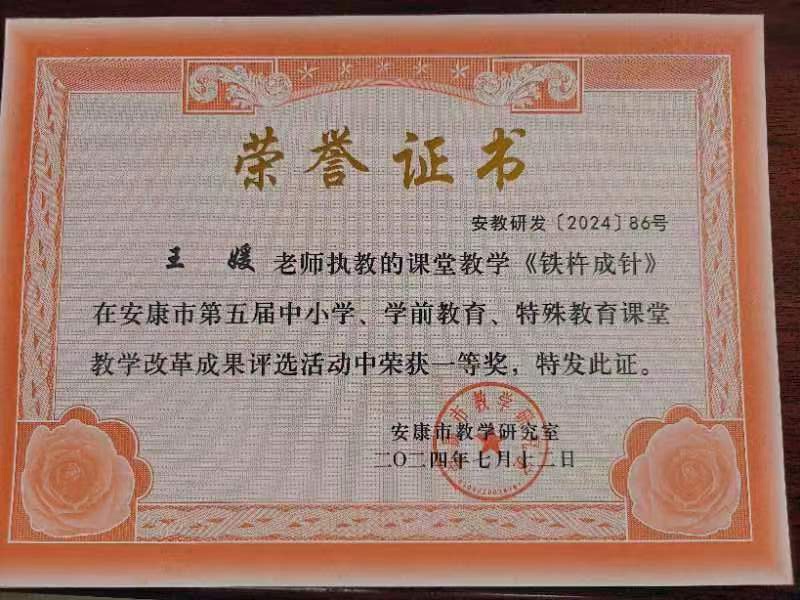 荣誉证书
安教研发〔2024〕86号
王 媛 老师执教的课堂教学《铁杵成针》
在安康市第五届中小学、学前教育、特殊教育课堂
教学改革成果评选活动中荣获一等奖，特发此证。
安康市教学研究室
二〇二四年七月十二日